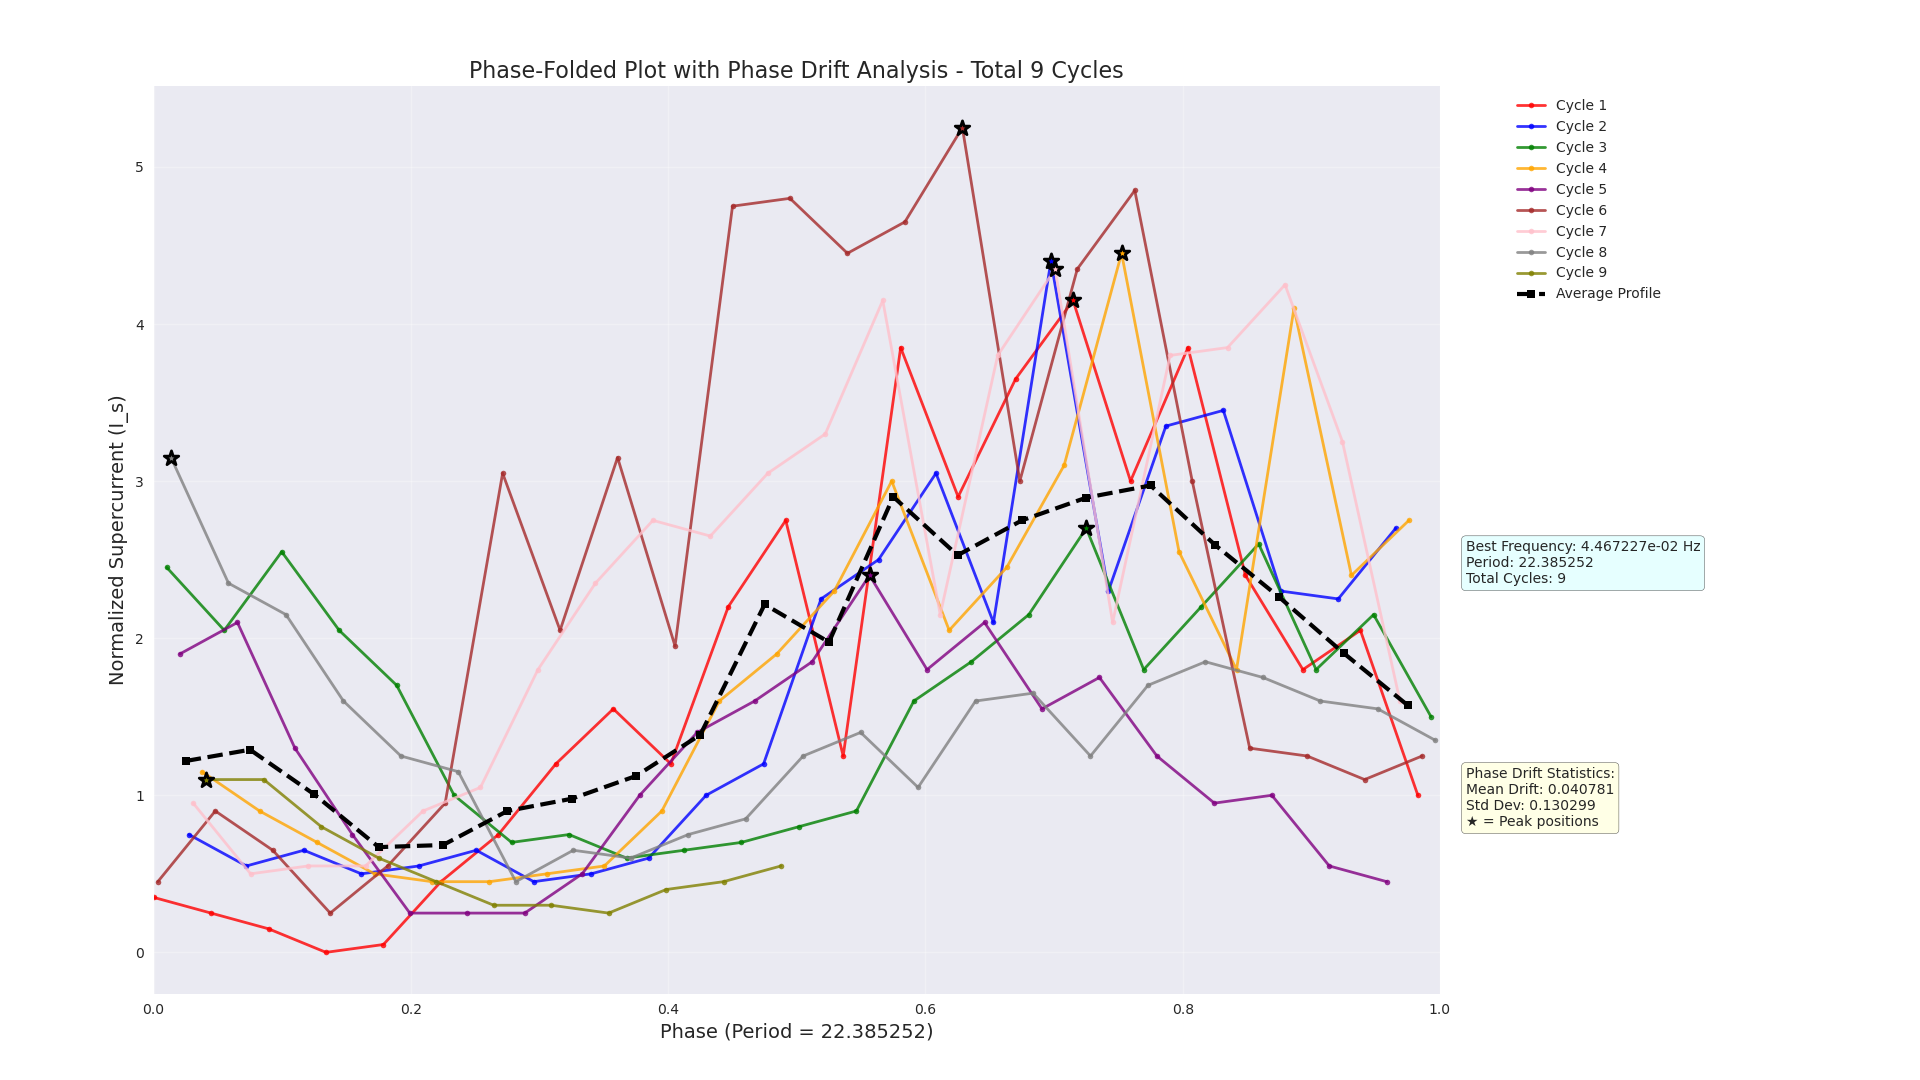 Phase-Folded Plot with Phase Drift Analysis - Total 9 Cycles
Normalized Supercurrent (I_s)
5
4
3
2
1
0
0.0
0.2
0.4
0.6
0.8
1.0
Phase (Period = 22.385252)
Cycle 1
Cycle 2
Cycle 3
Cycle 4
Cycle 5
Cycle 6
Cycle 7
Cycle 8
Cycle 9
Average Profile
Best Frequency: 4.467227e-02 Hz
Period: 22.385252
Total Cycles: 9
Phase Drift Statistics:
Mean Drift: 0.040781
Std Dev: 0.130299
★ = Peak positions